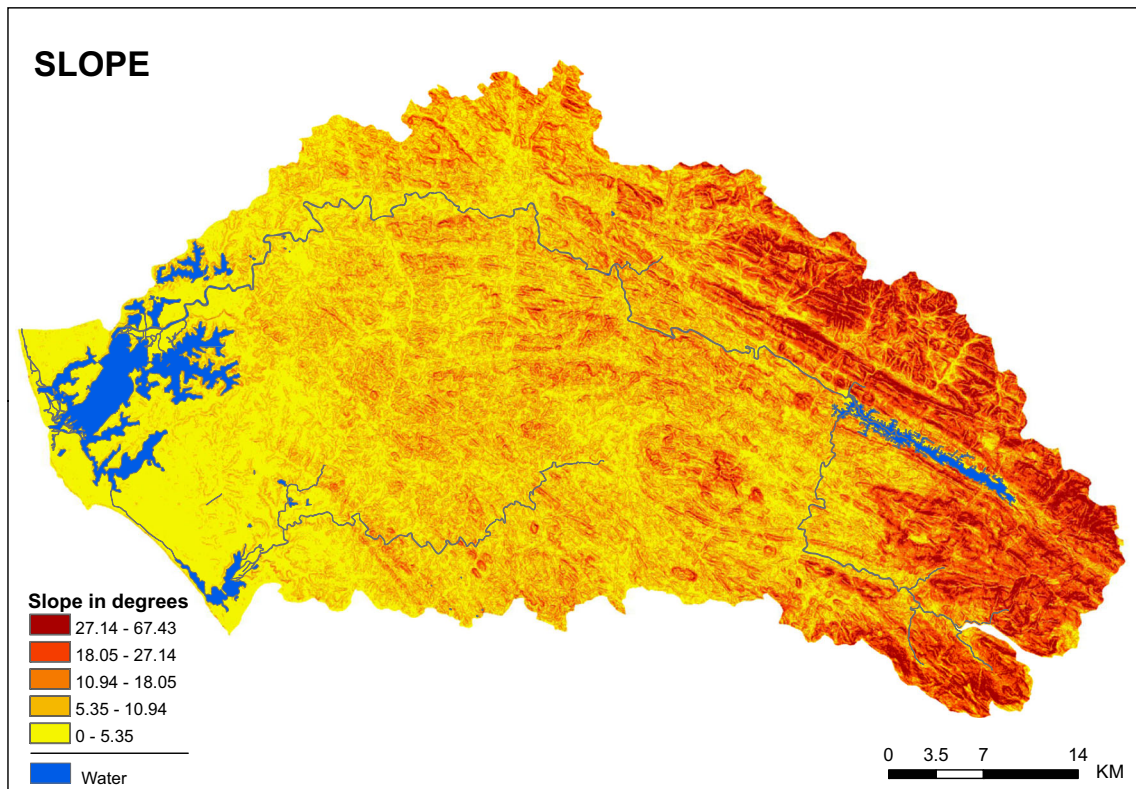 SLOPE
Slope in degrees
27.14 - 67.43
18.05 - 27.14
10.94 - 18.05
5.35 - 10.94
0 - 5.35
Water
0 3.5 7 14
KM